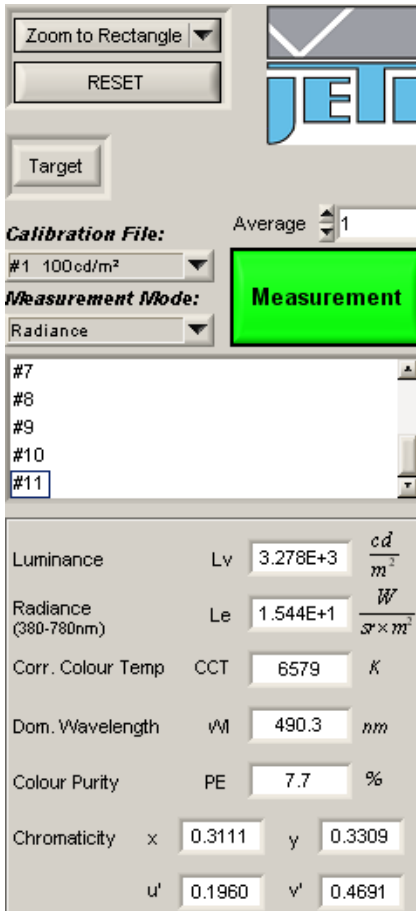 Zoom to Rectangle
RESET
JETI
Target
Average 1
Calibration File:
#1 100cd/m²
Measurement Mode:
Radiance
Measurement
#7
#8
#9
#10
#11
Luminance Lv 3.278E+3 cd/m²
Radiance Le 1.544E+1 W/sr×m²
(380-780nm)
Corr. Colour Temp CCT 6579 K
Dom. Wavelength Wl 490.3 nm
Colour Purity PE 7.7 %
Chromaticity x 0.3111 y 0.3309
u' 0.1960 v' 0.4691